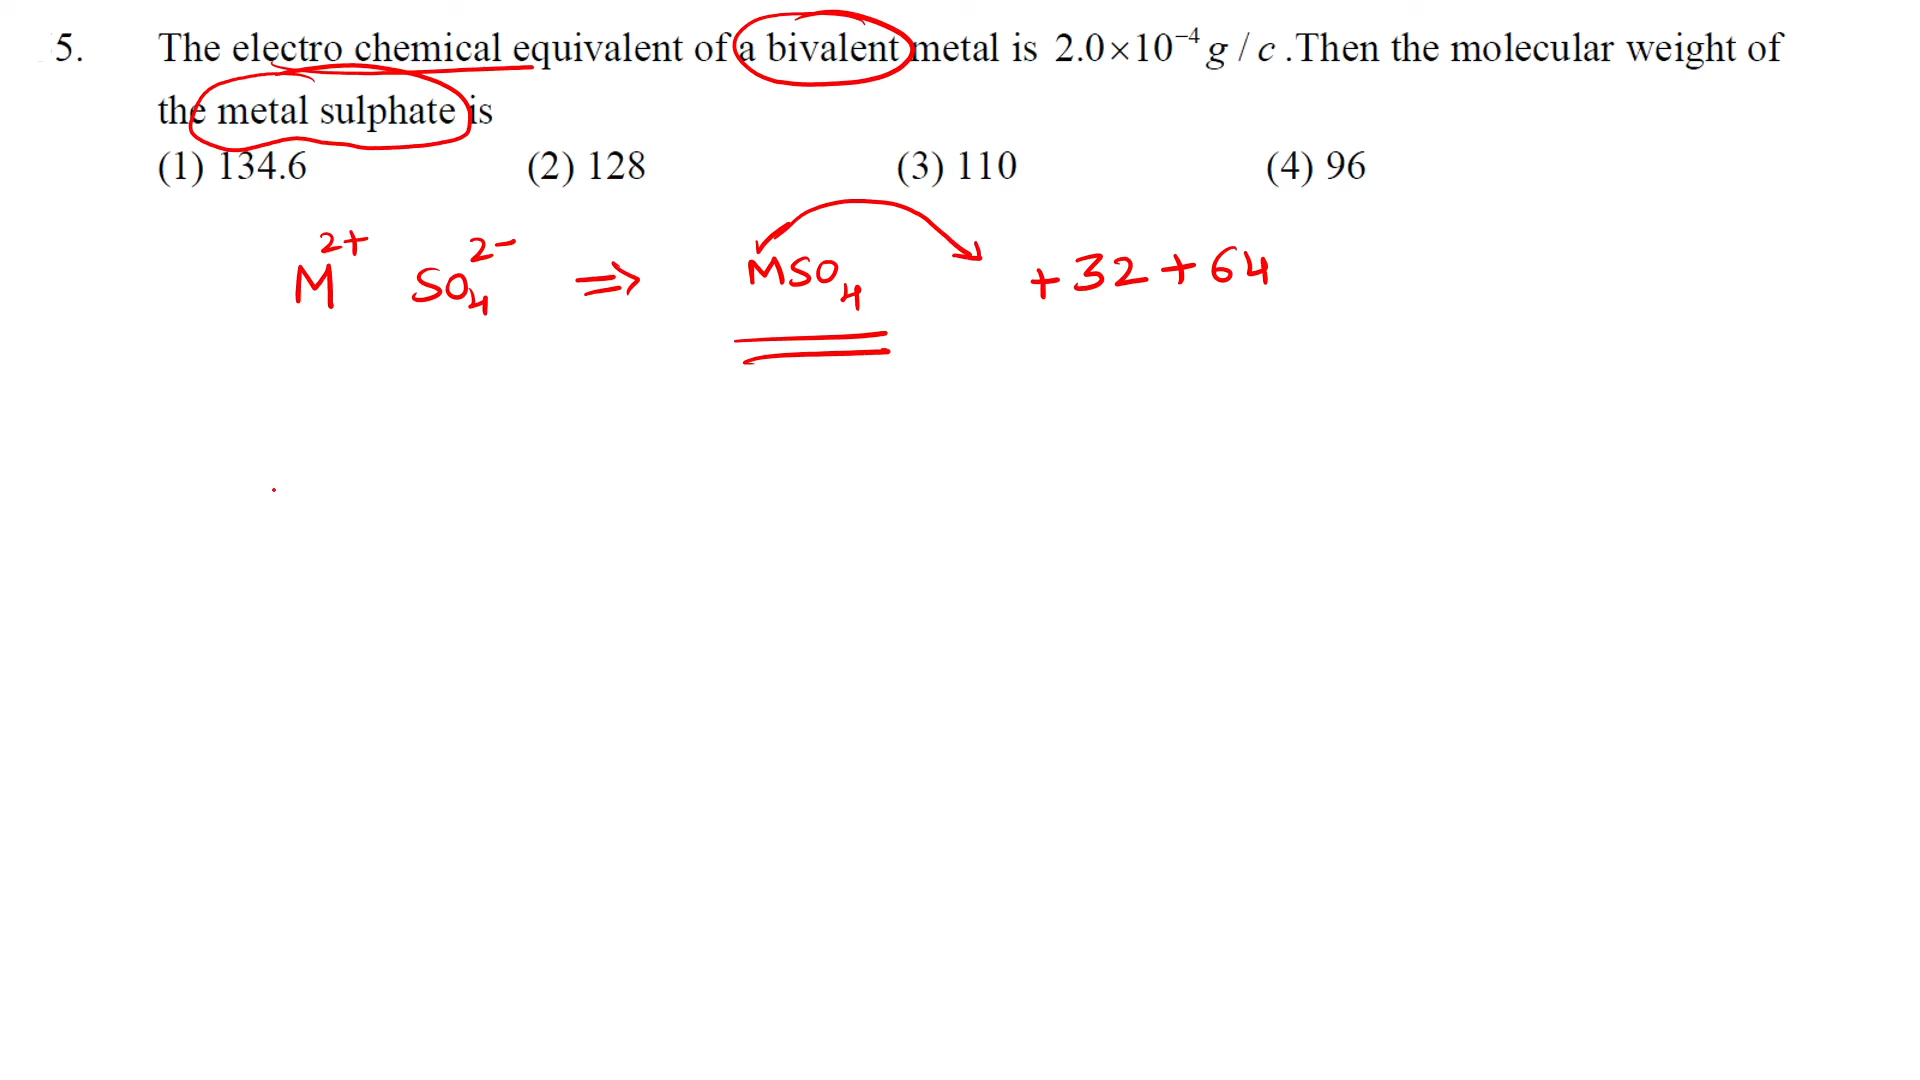 5. The electro chemical equivalent of a bivalent metal is 2.0×10⁻⁴ g / c .Then the molecular weight of
the metal sulphate is
(1) 134.6 (2) 128 (3) 110 (4) 96
M²⁺ SO₄²⁻ ⇒ MSO₄ +32+64